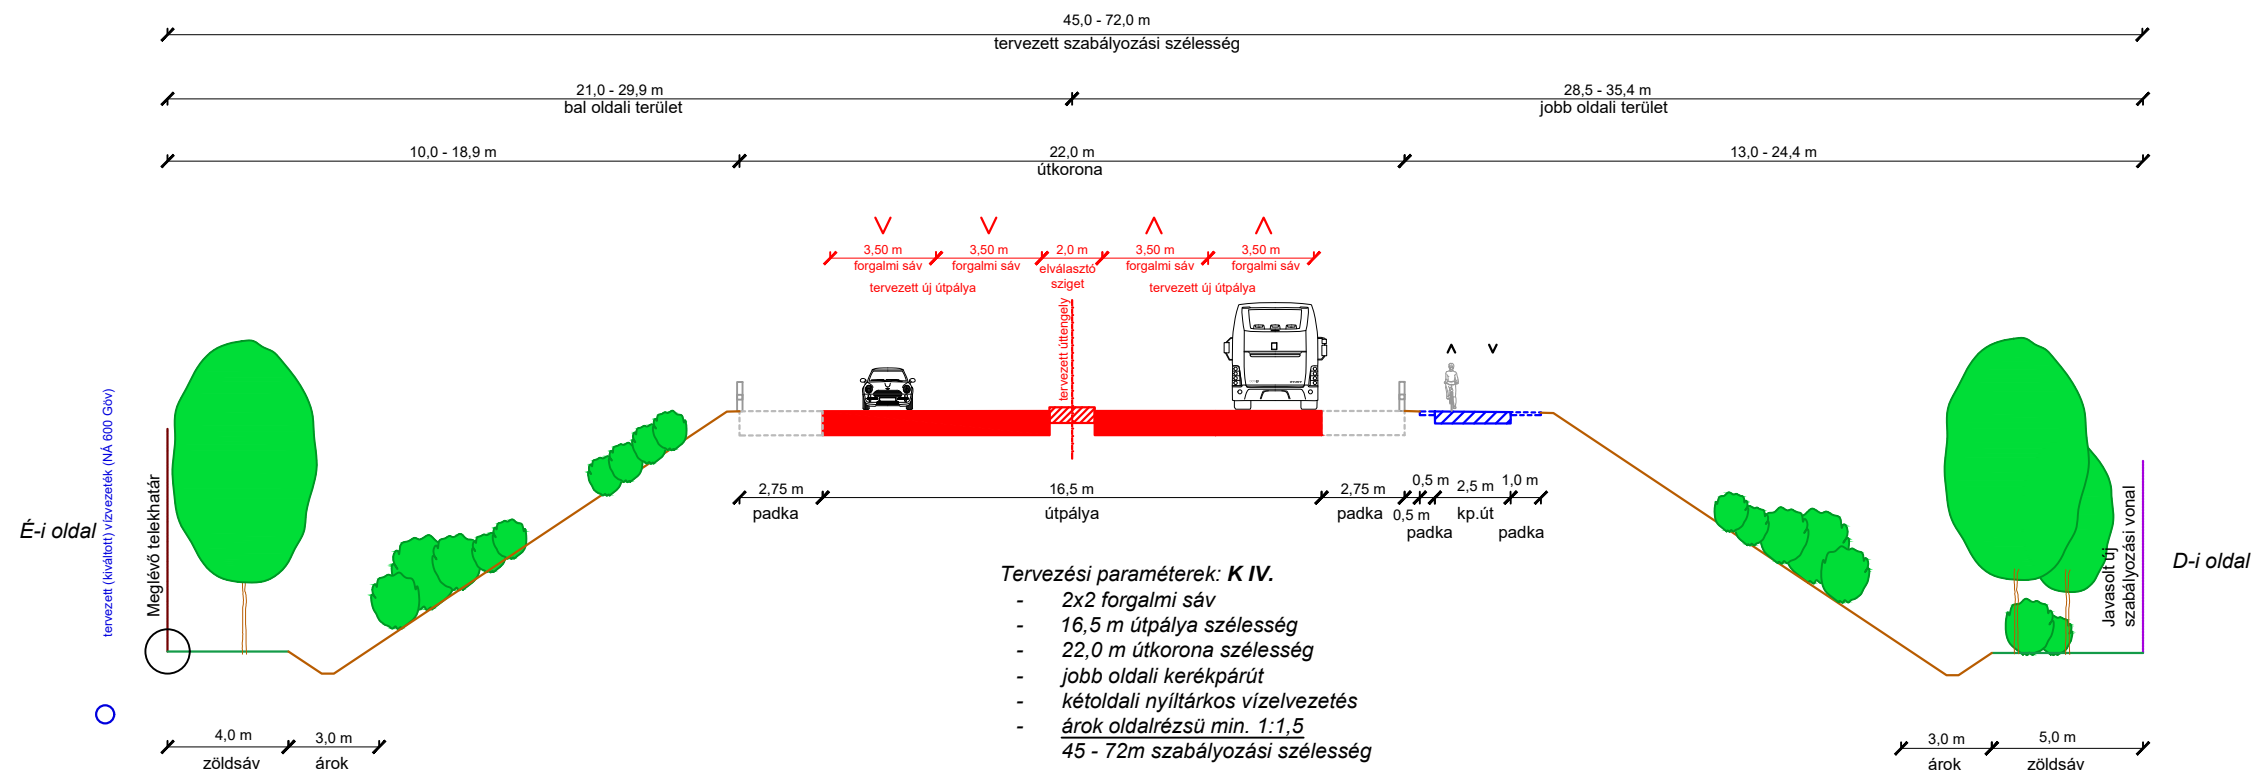 45,0 - 72,0 m
tervezett szabályozási szélesség
21,0 - 29,9 m
bal oldali terület
28,5 - 35,4 m
jobb oldali terület
10,0 - 18,9 m
22,0 m
útkorona
13,0 - 24,4 m
3,50 m
forgalmi sáv
3,50 m
forgalmi sáv
2,0 m
elválasztó
sziget
3,50 m
forgalmi sáv
3,50 m
forgalmi sáv
tervezett új útpálya
tervezett új útpálya
tervezett úttengely
É-i oldal
tervezett (kiváltott) vízvezeték (NÁ 600 Göv)
Meglévő telekhatár
2,75 m
padka
16,5 m
útpálya
2,75 m
padka
0,5 m
0,5 m
padka
2,5 m
kp.út
1,0 m
padka
Javasolt új
szabályozási vonal
D-i oldal
Tervezési paraméterek: K IV.
- 2x2 forgalmi sáv
- 16,5 m útpálya szélesség
- 22,0 m útkorona szélesség
- jobb oldali kerékpárút
- kétoldali nyíltárkos vízelvezetés
- árok oldalrézsü min. 1:1,5
45 - 72m szabályozási szélesség
4,0 m
zöldsáv
3,0 m
árok
3,0 m
árok
5,0 m
zöldsáv